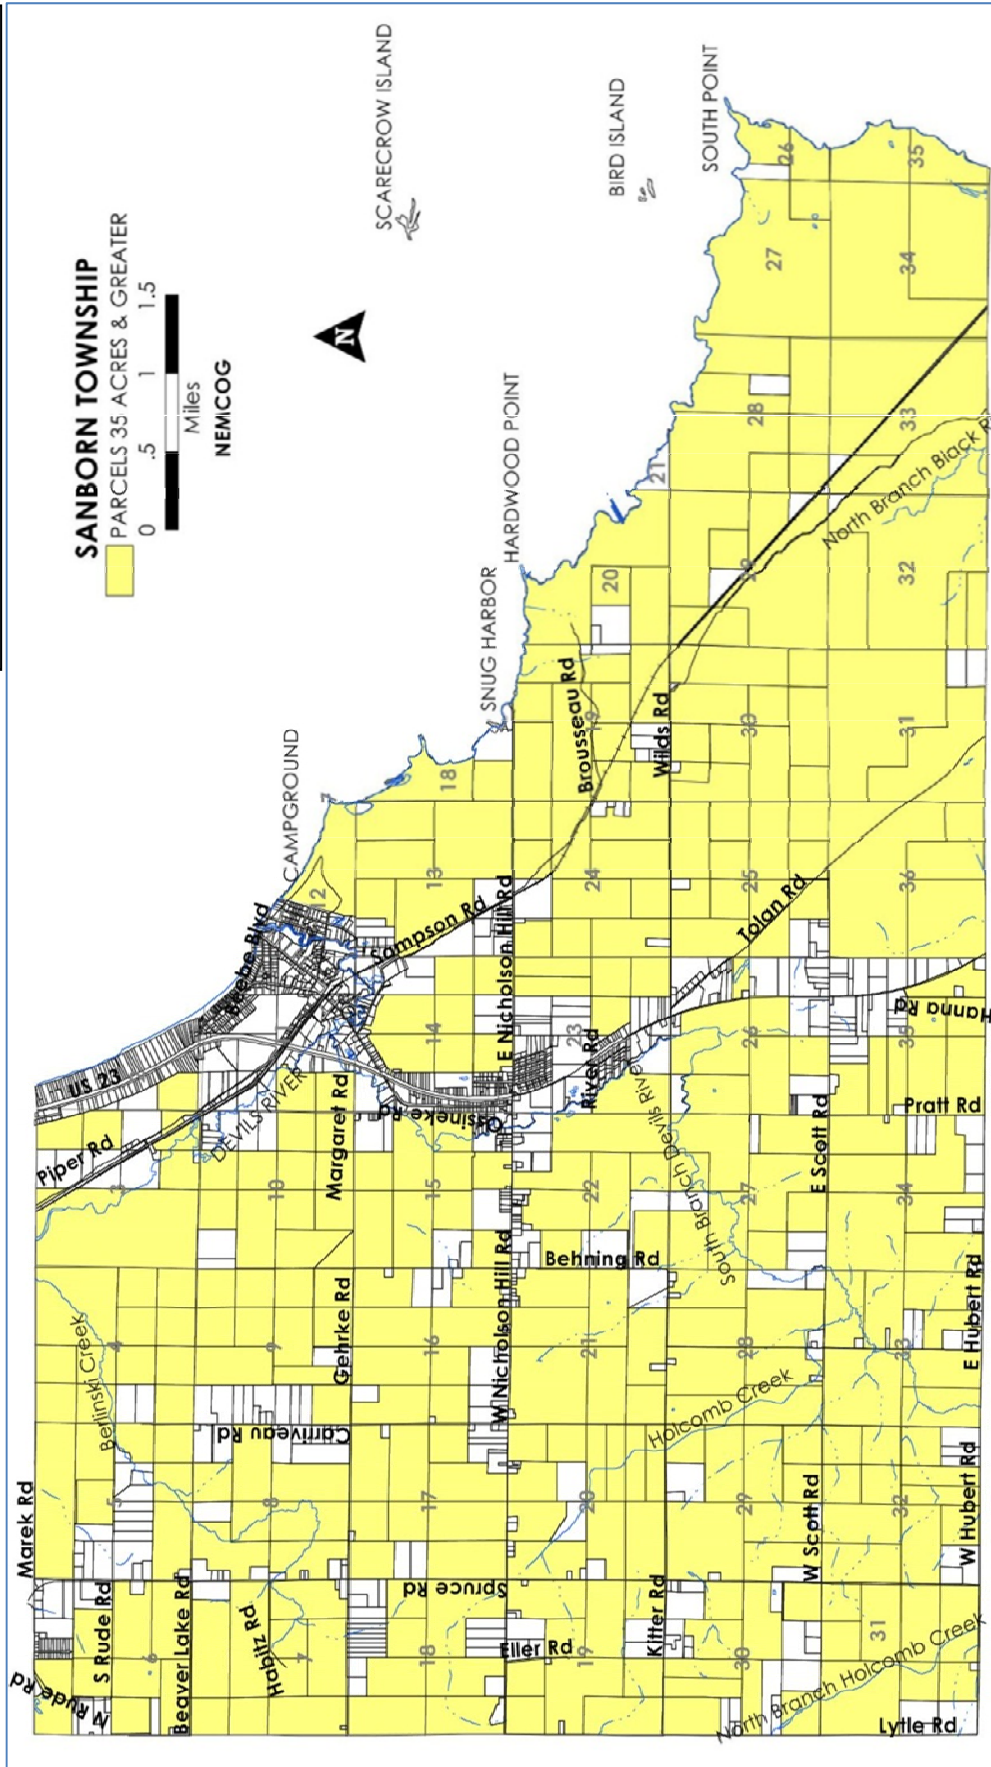 SANBORN TOWNSHIP
PARCELS 35 ACRES & GREATER
0 .5 1 1.5
Miles
NEMCOG
N
SCARECROW ISLAND
BIRD ISLAND
SOUTH POINT
HARDWOOD POINT
SNUG HARBOR
CAMPGROUND
Beebe Blvd
US 23
Piper Rd
DEVILS RIVER
Margaret Rd
Ossineke Rd
Sampson Rd
E Nicholson Hill Rd
W Nicholson Hill Rd
River Rd
Brousseau Rd
Wilds Rd
Tolan Rd
Hanna Rd
Pratt Rd
E Scott Rd
W Scott Rd
E Hubert Rd
W Hubert Rd
Behning Rd
South Branch Devils River
North Branch Black R
Gehrke Rd
Carriveau Rd
Berlinski Creek
Holcomb Creek
Marek Rd
S Rude Rd
N Rude Rd
Beaver Lake Rd
Habitz Rd
Spruce Rd
Eller Rd
Kitter Rd
North Branch Holcomb Creek
Lytle Rd
3
4
5
6
7
8
9
10
12
13
14
15
16
17
18
18
19
20
21
22
23
24
19
20
21
30
29
28
27
26
25
30
29
28
27
26
31
32
33
34
35
36
31
32
33
34
35